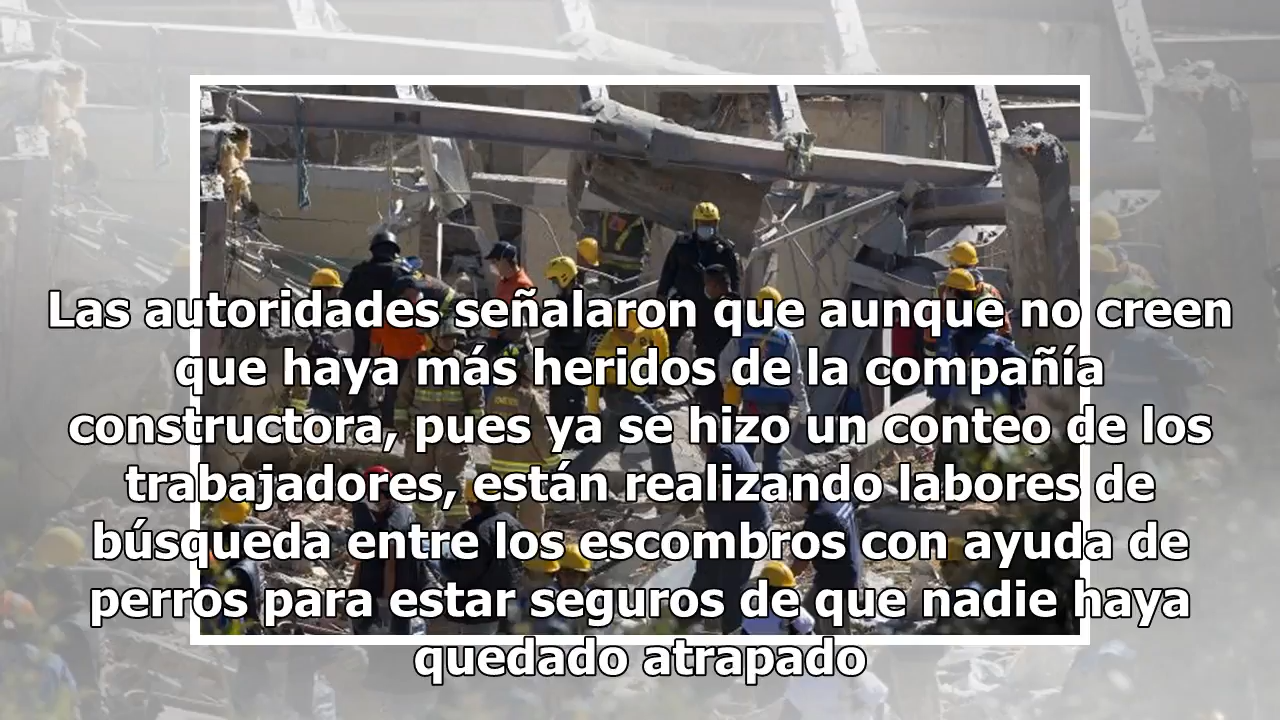 Las autoridades señalaron que aunque no creen
que haya más heridos de la compañía
constructora, pues ya se hizo un conteo de los
trabajadores, están realizando labores de
búsqueda entre los escombros con ayuda de
perros para estar seguros de que nadie haya
quedado atrapado